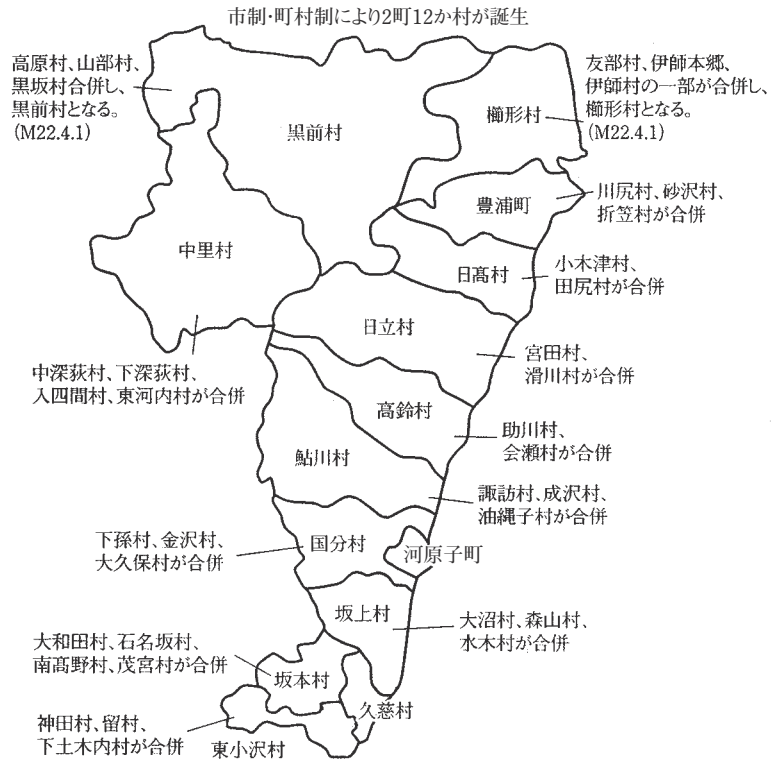 市制・町村制により2町12か村が誕生
高原村、山部村、
黒坂村合併し、
黒前村となる。
(M22.4.1)
友部村、伊師本郷、
伊師村の一部が合併し、
櫛形村となる。
(M22.4.1)
黒前村
櫛形村
豊浦町
川尻村、砂沢村、
折笠村が合併
中里村
日髙村
小木津村、
田尻村が合併
日立村
宮田村、
滑川村が合併
中深荻村、下深荻村、
入四間村、東河内村が合併
高鈴村
助川村、
会瀬村が合併
鮎川村
諏訪村、成沢村、
油縄子村が合併
下孫村、金沢村、
大久保村が合併
国分村
河原子町
坂上村
大沼村、森山村、
水木村が合併
大和田村、石名坂村、
南髙野村、茂宮村が合併
坂本村
久慈村
神田村、留村、
下土木内村が合併
東小沢村